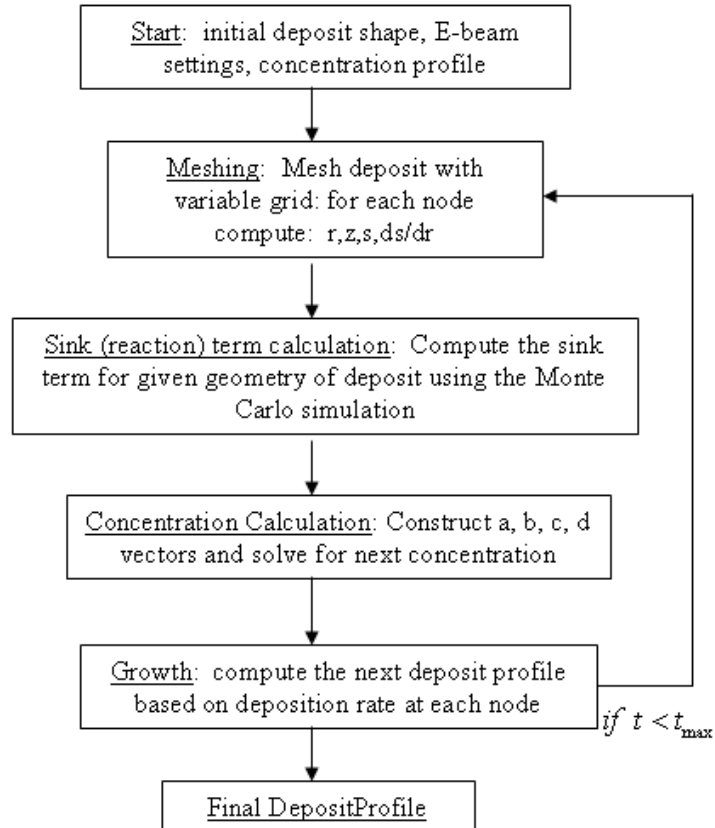 Start: initial deposit shape, E-beam
settings, concentration profile
Meshing: Mesh deposit with
variable grid: for each node
compute: r,z,s,ds/dr
Sink (reaction) term calculation: Compute the sink
term for given geometry of deposit using the Monte
Carlo simulation
Concentration Calculation: Construct a, b, c, d
vectors and solve for next concentration
Growth: compute the next deposit profile
based on deposition rate at each node
if t < t_max
Final DepositProfile